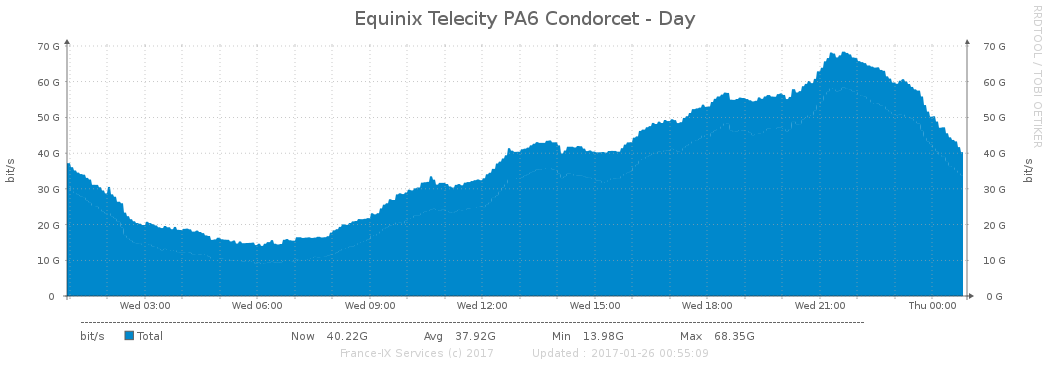 Equinix Telecity PA6 Condorcet - Day
RRDTOOL / TOBI OETIKER
70 G 70 G
60 G 60 G
50 G 50 G
40 G 40 G
30 G 30 G
20 G 20 G
10 G 10 G
0 0 G
bit/s
bit/s
Wed 03:00 Wed 06:00 Wed 09:00 Wed 12:00 Wed 15:00 Wed 18:00 Wed 21:00 Thu 00:00
bit/s Total Now 40.22G Avg 37.92G Min 13.98G Max 68.35G
France-IX Services (c) 2017 Updated : 2017-01-26 00:55:09